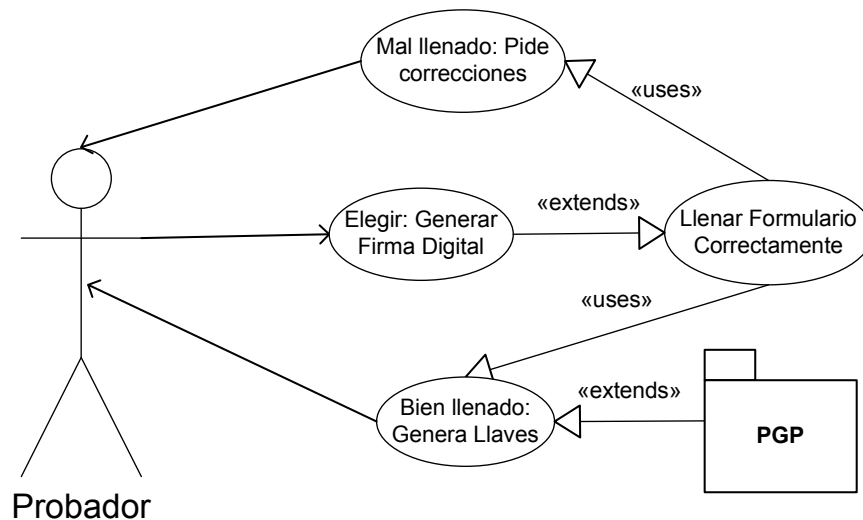 Mal llenado: Pide
correcciones
«uses»
Elegir: Generar
Firma Digital
«extends»
Llenar Formulario
Correctamente
«uses»
Bien llenado:
Genera Llaves
«extends»
PGP
Probador